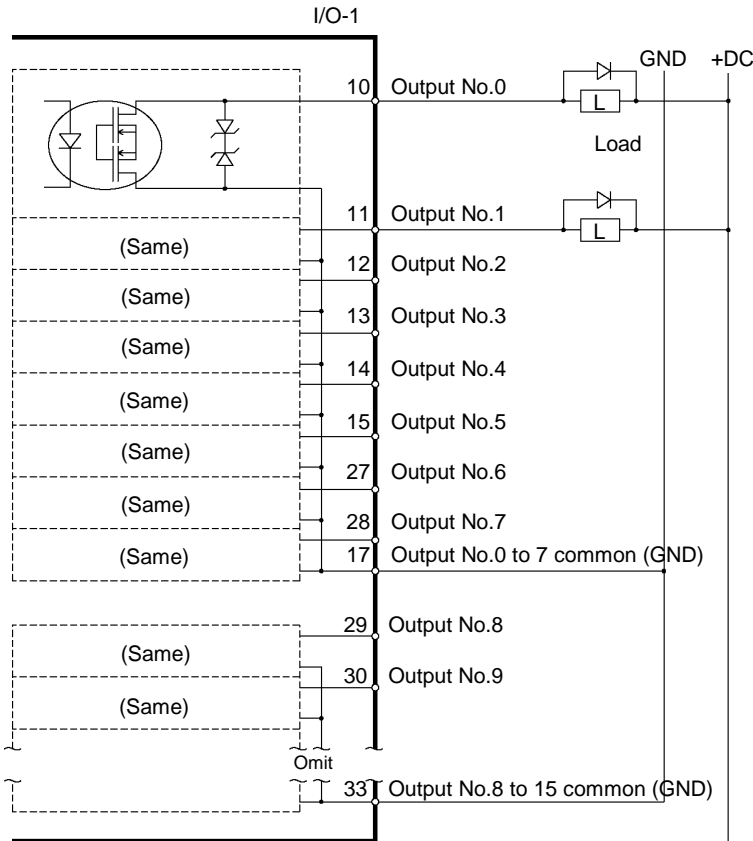 I/O-1
GND +DC
10 Output No.0
L
Load
11 Output No.1
L
(Same)
12 Output No.2
(Same)
13 Output No.3
(Same)
14 Output No.4
(Same)
15 Output No.5
(Same)
27 Output No.6
(Same)
28 Output No.7
(Same)
17 Output No.0 to 7 common (GND)
29 Output No.8
(Same)
30 Output No.9
(Same)
Omit
33 Output No.8 to 15 common (GND)